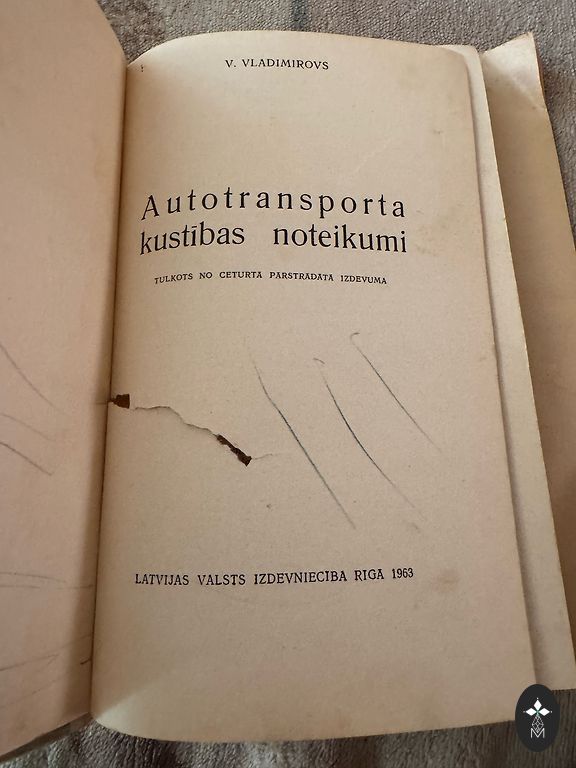 V. VLADIMIROVS
Autotransporta
kustības noteikumi
TULKOTS NO CETURTĀ PĀRSTRĀDĀTĀ IZDEVUMA
LATVIJAS VALSTS IZDEVNIECĪBA RĪGĀ 1963